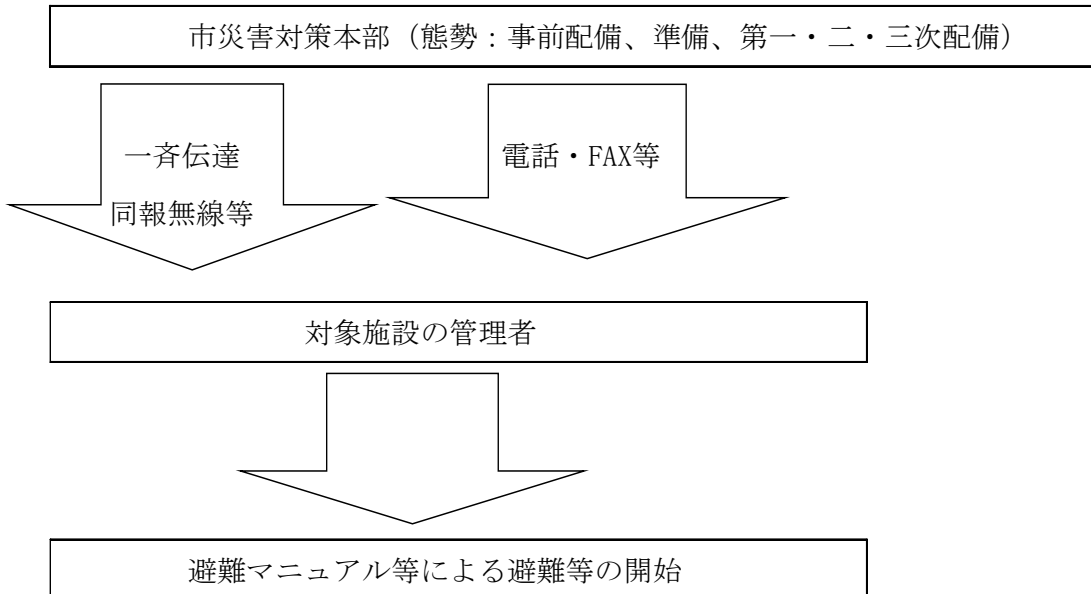 市災害対策本部（態勢：事前配備、準備、第一・二・三次配備）
一斉伝達
同報無線等
電話・FAX等
対象施設の管理者
避難マニュアル等による避難等の開始